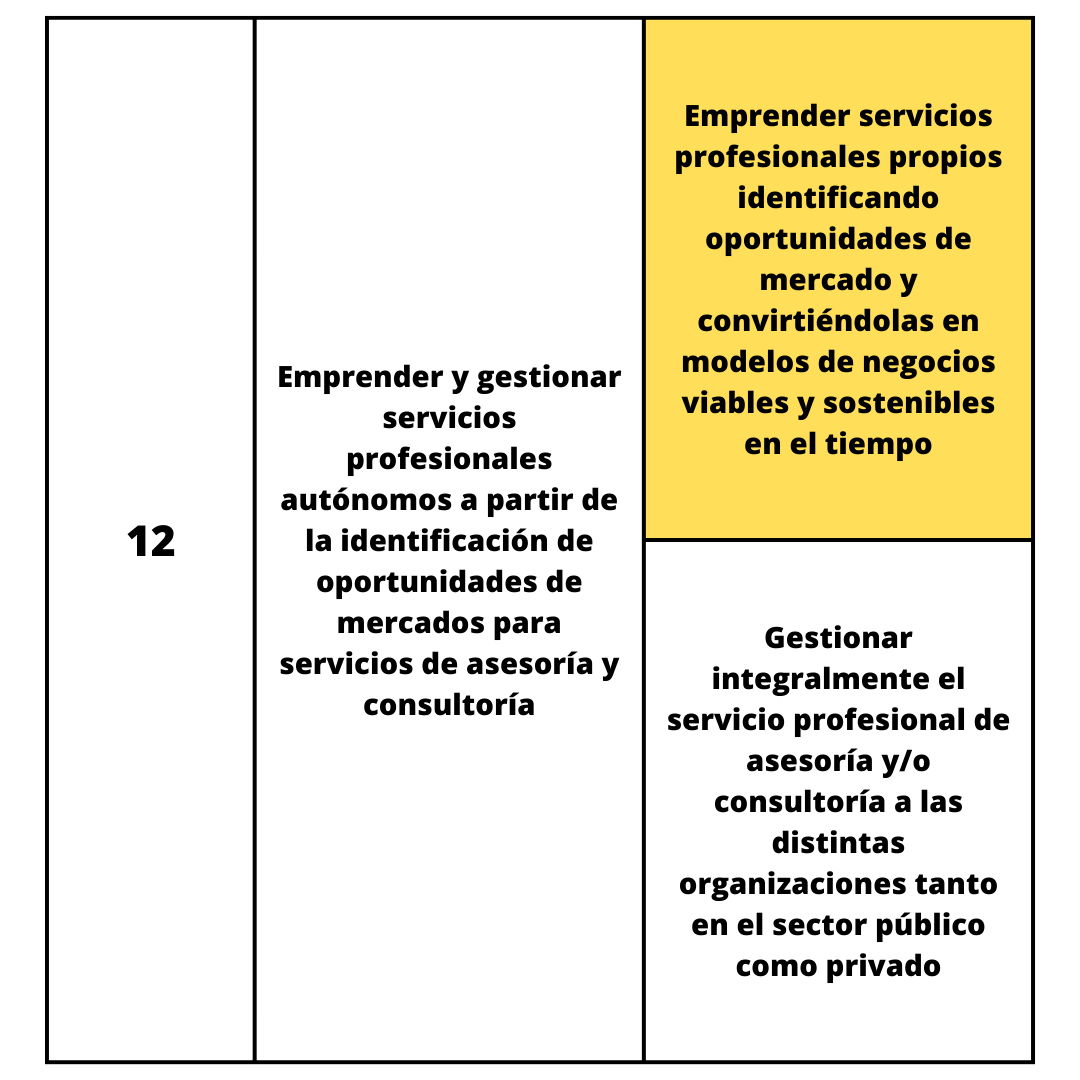 12
Emprender y gestionar
servicios
profesionales
autónomos a partir de
la identificación de
oportunidades de
mercados para
servicios de asesoría y
consultoría
Emprender servicios
profesionales propios
identificando
oportunidades de
mercado y
convirtiéndolas en
modelos de negocios
viables y sostenibles
en el tiempo
Gestionar
integralmente el
servicio profesional de
asesoría y/o
consultoría a las
distintas
organizaciones tanto
en el sector público
como privado